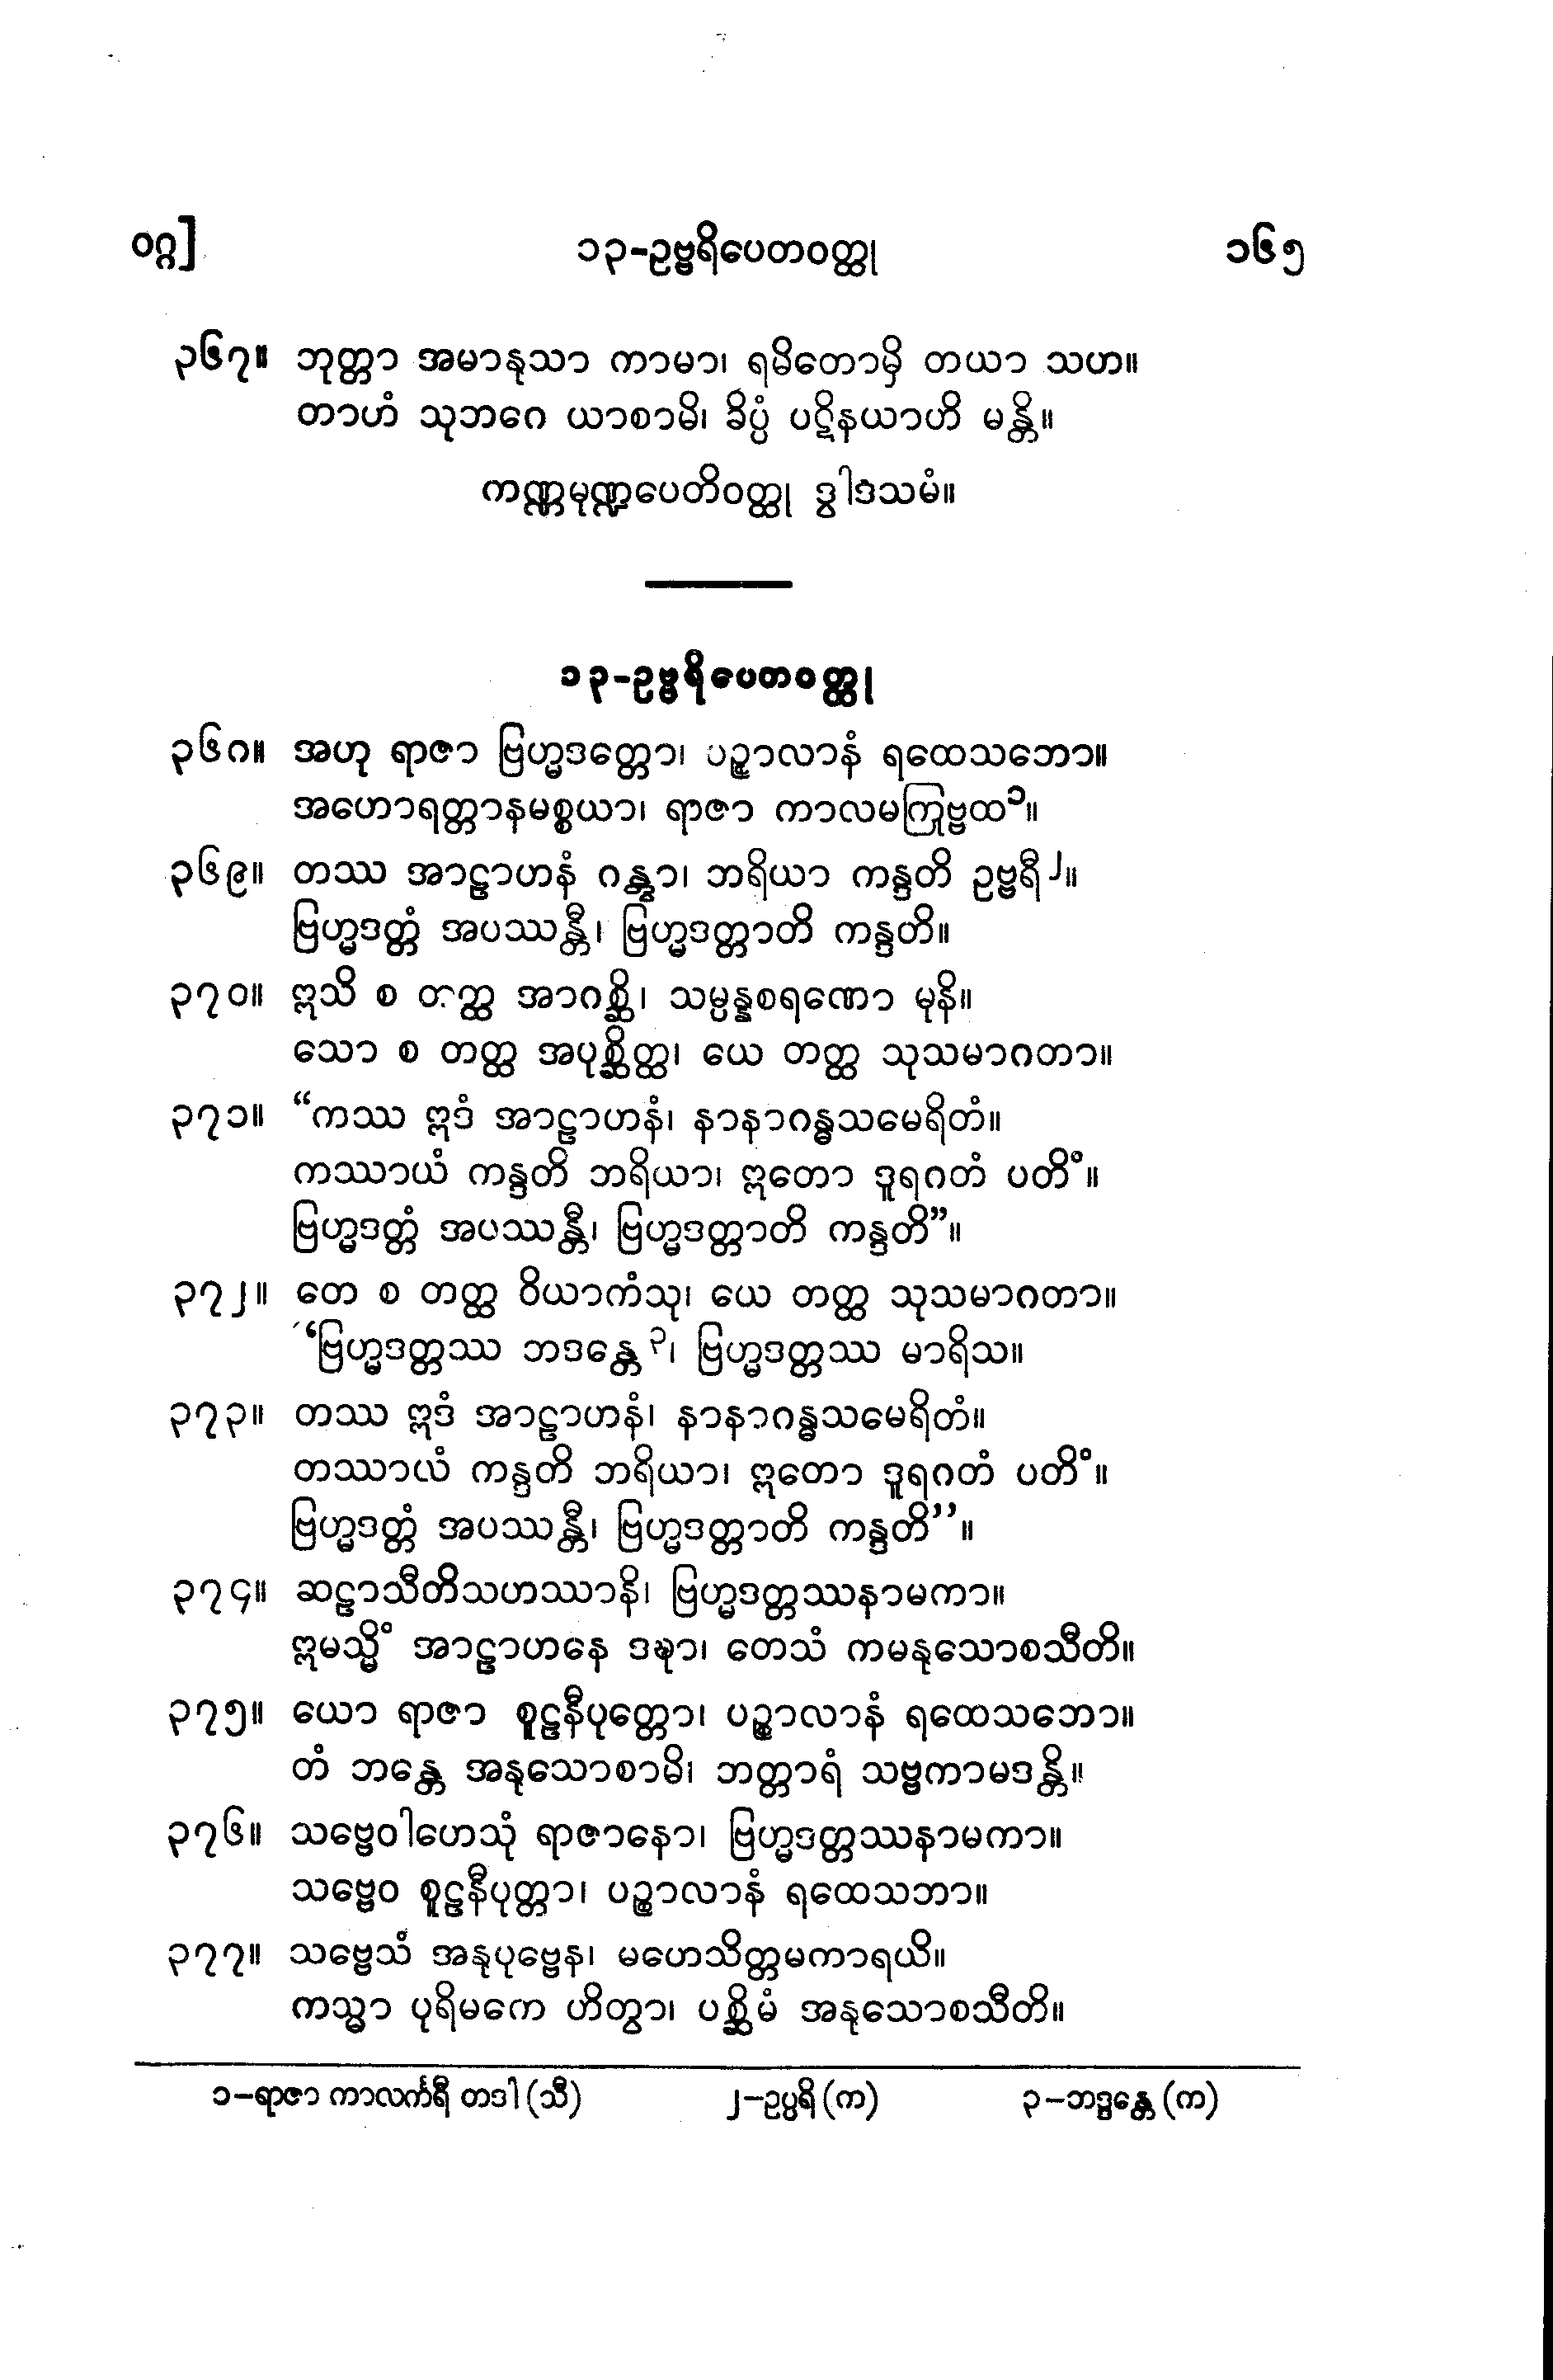 ဝဂ္ဂ] ၁၃-ဥဗ္ဗရိပေတဝတ္ထု ၁၆၅
၃၆၇။ ဘုတ္တာ အမာနုသာ ကာမာ၊ ရမိတောမှိ တယာ သဟ။
တာဟံ သုဘဂေ ယာစာမိ၊ ခိပ္ပံ ပဋိနယာဟိ မန္တိ။
ကဏ္ဏမုဏ္ဍပေတိဝတ္ထု ဒွါဒသမံ။
၁၃-ဥဗ္ဗရိပေတဝတ္ထု
၃၆၈။ အဟု ရာဇာ ဗြဟ္မဒတ္တော၊ ပဉ္စာလာနံ ရထေသဘော။
အဟောရတ္တာနမစ္စယာ၊ ရာဇာ ကာလမကြုဗ္ဗထ၁။
၃၆၉။ တဿ အာဠာဟနံ ဂန္တွာ၊ ဘရိယာ ကန္ဒတိ ဥဗ္ဗရီ၂။
ဗြဟ္မဒတ္တံ အပဿန္တီ၊ ဗြဟ္မဒတ္တာတိ ကန္ဒတိ။
၃၇၀။ ဣသိ စ တတ္ထ အာဂစ္ဆိ၊ သမ္ပန္နစရဏော မုနိ။
သော စ တတ္ထ အပုစ္ဆိတ္ထ၊ ယေ တတ္ထ သုသမာဂတာ။
၃၇၁။ “ကဿ ဣဒံ အာဠာဟနံ၊ နာနာဂန္ဓသမေရိတံ။
ကဿာယံ ကန္ဒတိ ဘရိယာ၊ ဣတော ဒူရဂတံ ပတိံ။
ဗြဟ္မဒတ္တံ အပဿန္တီ၊ ဗြဟ္မဒတ္တာတိ ကန္ဒတိ”။
၃၇၂။ တေ စ တတ္ထ ဝိယာကံသု၊ ယေ တတ္ထ သုသမာဂတာ။
“ဗြဟ္မဒတ္တဿ ဘဒန္တေ၃၊ ဗြဟ္မဒတ္တဿ မာရိသ။
၃၇၃။ တဿ ဣဒံ အာဠာဟနံ၊ နာနာဂန္ဓသမေရိတံ။
တဿာယံ ကန္ဒတိ ဘရိယာ၊ ဣတော ဒူရဂတံ ပတိံ။
ဗြဟ္မဒတ္တံ အပဿန္တီ၊ ဗြဟ္မဒတ္တာတိ ကန္ဒတိ’’။
၃၇၄။ ဆဠာသီတိသဟဿာနိ၊ ဗြဟ္မဒတ္တဿနာမကာ။
ဣမသ္မိံ အာဠာဟနေ ဒဍ္ဎာ၊ တေသံ ကမနုသောစသီတိ။
၃၇၅။ ယော ရာဇာ စူဠနီပုတ္တော၊ ပဉ္စာလာနံ ရထေသဘော။
တံ ဘန္တေ အနုသောစာမိ၊ ဘတ္တာရံ သဗ္ဗကာမဒန္တိ။
၃၇၆။ သဗ္ဗေဝါဟေသုံ ရာဇာနော၊ ဗြဟ္မဒတ္တဿနာမကာ။
သဗ္ဗေဝ စူဠနီပုတ္တာ၊ ပဉ္စာလာနံ ရထေသဘာ။
၃၇၇။ သဗ္ဗေသံ အနုပုဗ္ဗေန၊ မဟေသိတ္တမကာရယိ။
ကသ္မာ ပုရိမကေ ဟိတွာ၊ ပစ္ဆိမံ အနုသောစသီတိ။
၁-ရာဇာ ကာလင်္ကရီ တဒါ (သီ) ၂-ဥပ္ပရိ (က) ၃-ဘဒ္ဒန္တေ (က)